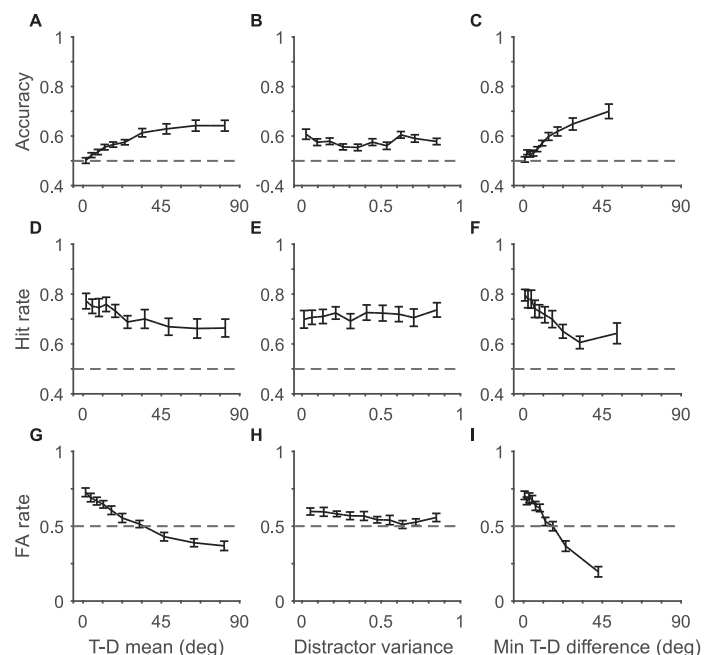 A B C
Accuracy
1 1 1
0.8 0.8 0.8
0.6 0.6 0.6
0.4 -0.4 0.4
0 45 90 0 0.5 1 0 45 90
D E F
Hit rate
1 1 1
0.8 0.8 0.8
0.6 0.6 0.6
0.4 0.4 0.4
0 45 90 0 0.5 1 0 45 90
G H I
FA rate
1 1 1
0.5 0.5 0.5
0 0 0
0 45 90 0 0.5 1 0 45 90
T-D mean (deg) Distractor variance Min T-D difference (deg)